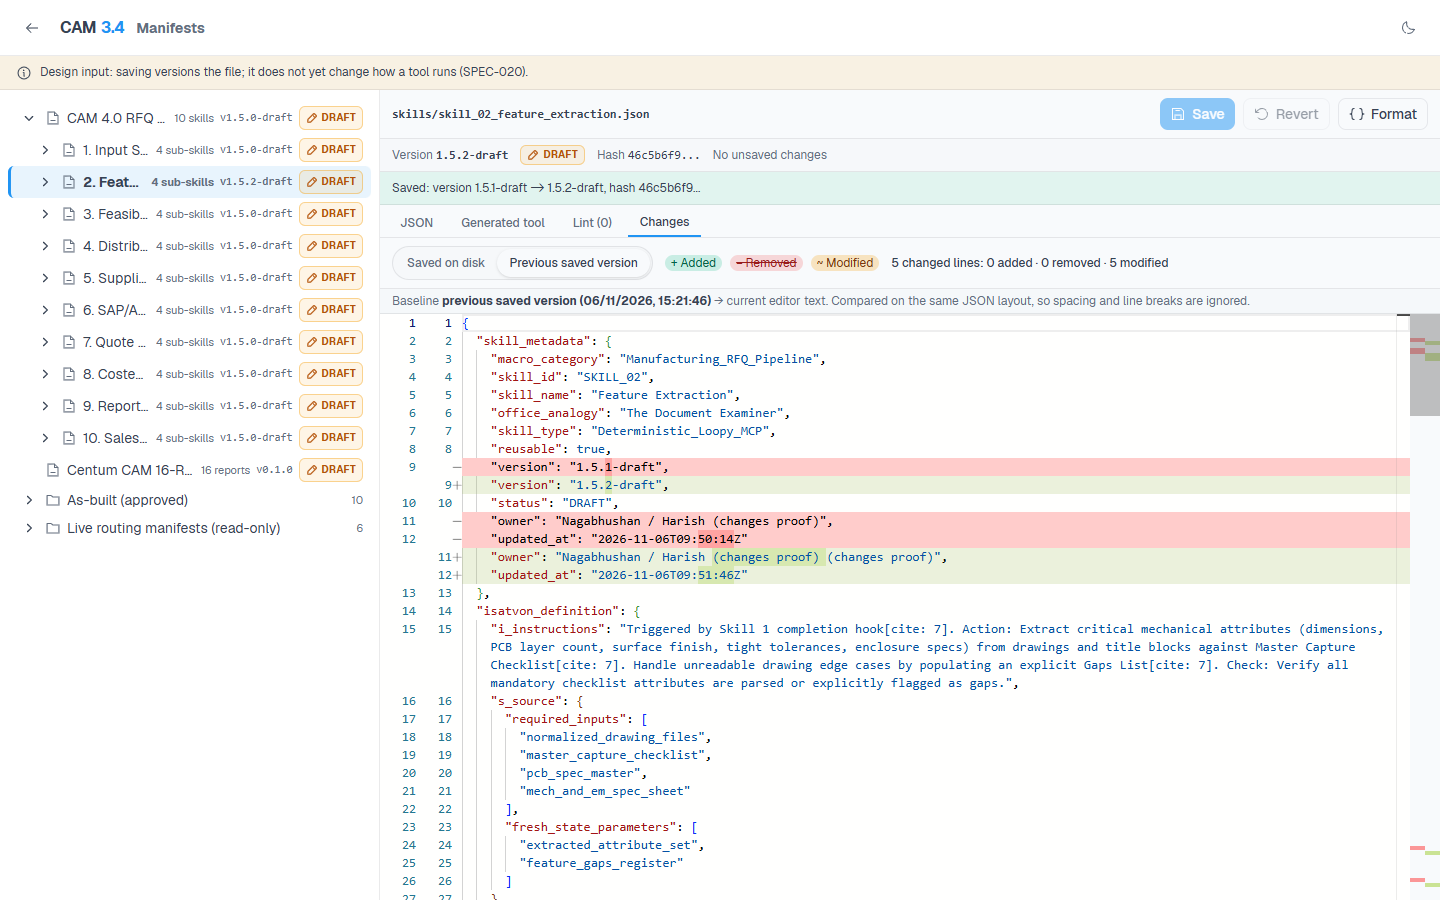 CAM 3.4 Manifests
Design input: saving versions the file; it does not yet change how a tool runs (SPEC-020).
CAM 4.0 RFQ ... 10 skills v1.5.0-draft DRAFT
1. Input S... 4 sub-skills v1.5.0-draft DRAFT
2. Feat... 4 sub-skills v1.5.2-draft DRAFT
3. Feasib... 4 sub-skills v1.5.0-draft DRAFT
4. Distrib... 4 sub-skills v1.5.0-draft DRAFT
5. Suppli... 4 sub-skills v1.5.0-draft DRAFT
6. SAP/A... 4 sub-skills v1.5.0-draft DRAFT
7. Quote ... 4 sub-skills v1.5.0-draft DRAFT
8. Coste... 4 sub-skills v1.5.0-draft DRAFT
9. Report... 4 sub-skills v1.5.0-draft DRAFT
10. Sales... 4 sub-skills v1.5.0-draft DRAFT
Centum CAM 16-R... 16 reports v0.1.0 DRAFT
As-built (approved) 10
Live routing manifests (read-only) 6
skills/skill_02_feature_extraction.json Save Revert {} Format
Version 1.5.2-draft DRAFT Hash 46c5b6f9... No unsaved changes
Saved: version 1.5.1-draft → 1.5.2-draft, hash 46c5b6f9...
JSON Generated tool Lint (0) Changes
Saved on disk Previous saved version + Added − Removed ~ Modified 5 changed lines: 0 added · 0 removed · 5 modified
Baseline previous saved version (06/11/2026, 15:21:46) → current editor text. Compared on the same JSON layout, so spacing and line breaks are ignored.
1 1 {
2 2 "skill_metadata": {
3 3 "macro_category": "Manufacturing_RFQ_Pipeline",
4 4 "skill_id": "SKILL_02",
5 5 "skill_name": "Feature Extraction",
6 6 "office_analogy": "The Document Examiner",
7 7 "skill_type": "Deterministic_Loopy_MCP",
8 8 "reusable": true,
9 − "version": "1.5.1-draft",
9+ "version": "1.5.2-draft",
10 10 "status": "DRAFT",
11 − "owner": "Nagabhushan / Harish (changes proof)",
12 − "updated_at": "2026-11-06T09:50:14Z"
11+ "owner": "Nagabhushan / Harish (changes proof) (changes proof)",
12+ "updated_at": "2026-11-06T09:51:46Z"
13 13 },
14 14 "isatvon_definition": {
15 15 "i_instructions": "Triggered by Skill 1 completion hook[cite: 7]. Action: Extract critical mechanical attributes (dimensions,
PCB layer count, surface finish, tight tolerances, enclosure specs) from drawings and title blocks against Master Capture
Checklist[cite: 7]. Handle unreadable drawing edge cases by populating an explicit Gaps List[cite: 7]. Check: Verify all
mandatory checklist attributes are parsed or explicitly flagged as gaps.",
16 16 "s_source": {
17 17 "required_inputs": [
18 18 "normalized_drawing_files",
19 19 "master_capture_checklist",
20 20 "pcb_spec_master",
21 21 "mech_and_em_spec_sheet"
22 22 ],
23 23 "fresh_state_parameters": [
24 24 "extracted_attribute_set",
25 25 "feature_gaps_register"
26 26 ]
27 27 }